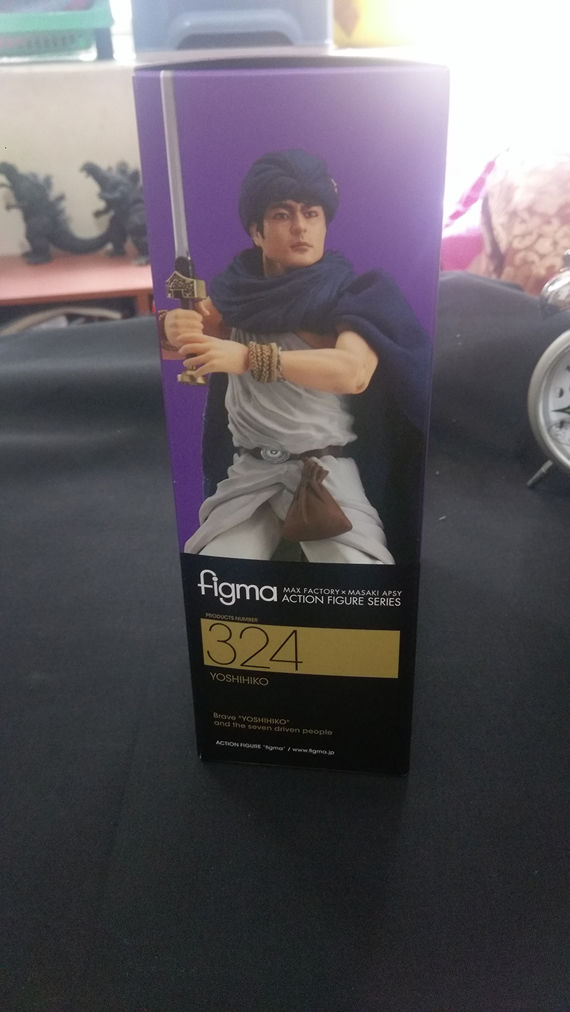 figma MAX FACTORY × MASAKI APSY
ACTION FIGURE SERIES
PRODUCTS NUMBER
324
YOSHIHIKO
Brave "YOSHIHIKO"
and the seven driven people
ACTION FIGURE "figma" / www.figma.jp